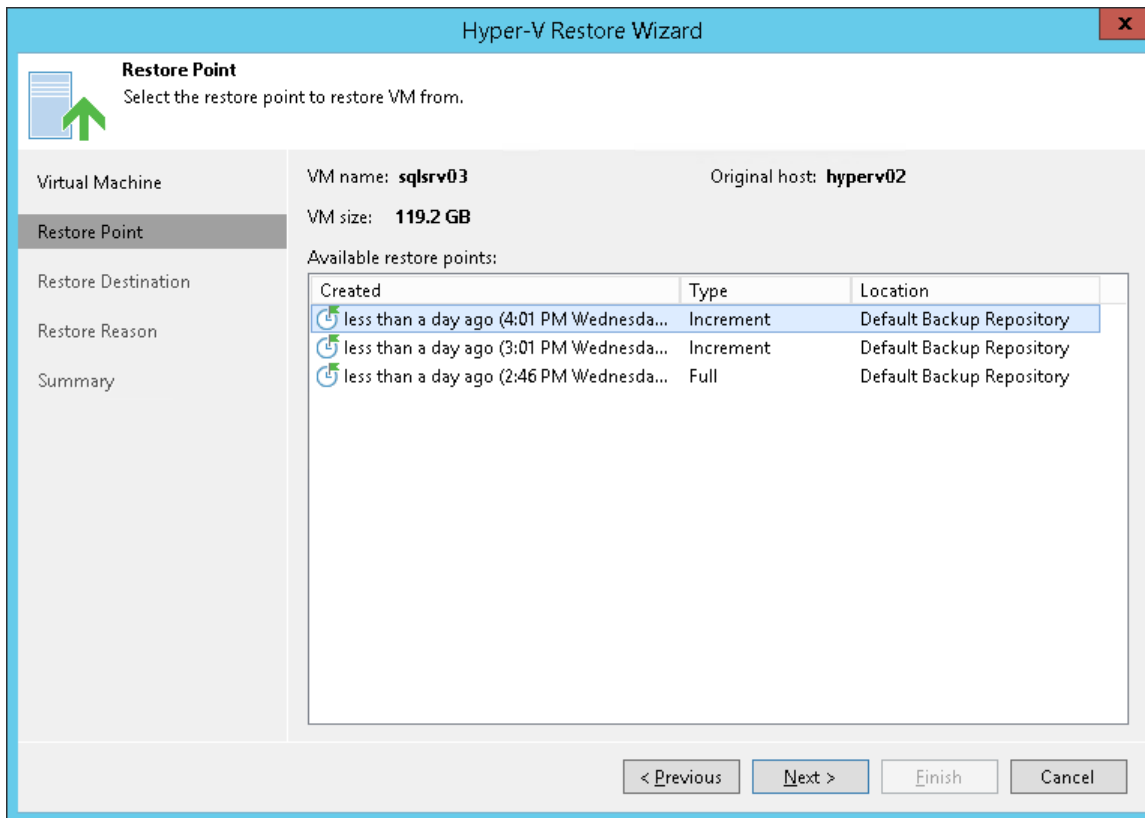 Hyper-V Restore Wizard
x
Restore Point
Select the restore point to restore VM from.
Virtual Machine
Restore Point
Restore Destination
Restore Reason
Summary
VM name: sqlsrv03 Original host: hyperv02
VM size: 119.2 GB
Available restore points:
Created Type Location
less than a day ago (4:01 PM Wednesda... Increment Default Backup Repository
less than a day ago (3:01 PM Wednesda... Increment Default Backup Repository
less than a day ago (2:46 PM Wednesda... Full Default Backup Repository
< Previous Next > Finish Cancel